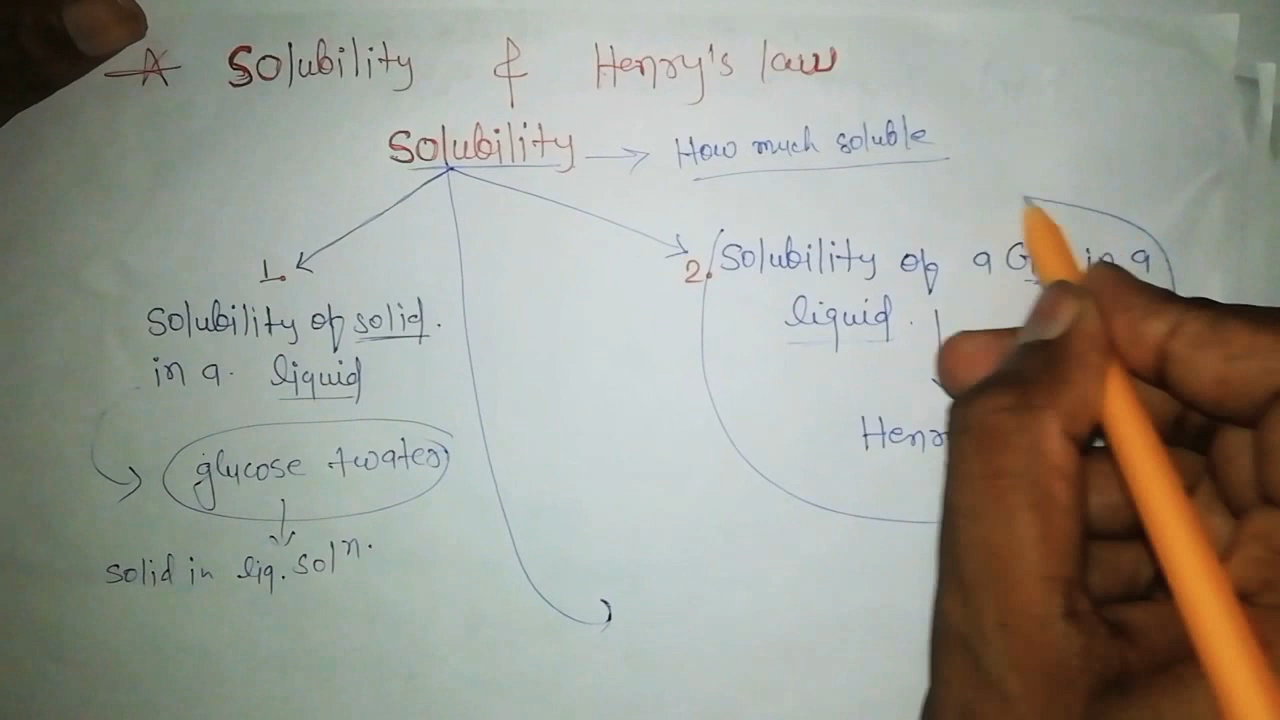 A Solubility & Henry's law
Solubility → How much soluble
1.
Solubility of solid.
in a. liquid
glucose + water
solid in liq. solⁿ.
2. Solubility of a in a
liquid.